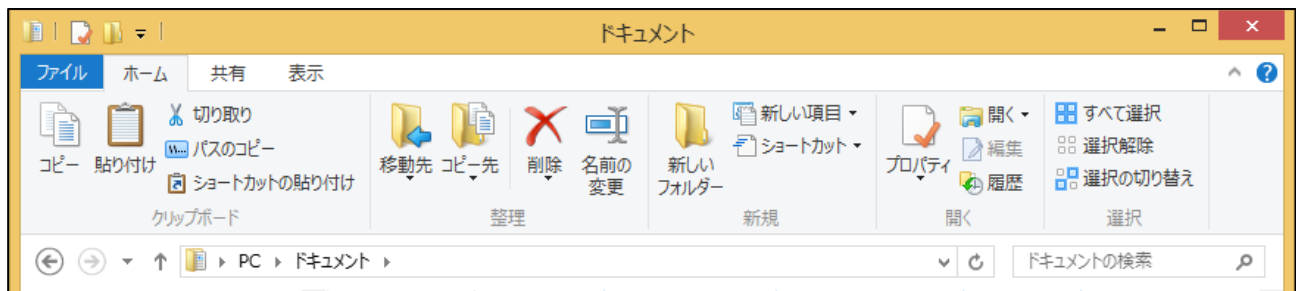 ドキュメント
ファイル ホーム 共有 表示
コピー
貼り付け
切り取り
パスのコピー
ショートカットの貼り付け
クリップボード
移動先
コピー先
削除
名前の
変更
整理
新しい
フォルダー
新しい項目
ショートカット
新規
プロパティ
開く
編集
履歴
開く
すべて選択
選択解除
選択の切り替え
選択
PC ドキュメント
ドキュメントの検索